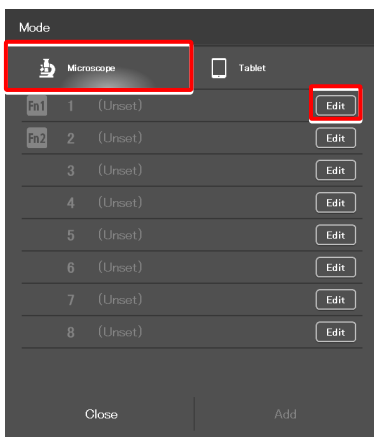 Mode
Microscope Tablet
Fn1 1 (Unset) Edit
Fn2 2 (Unset) Edit
3 (Unset) Edit
4 (Unset) Edit
5 (Unset) Edit
6 (Unset) Edit
7 (Unset) Edit
8 (Unset) Edit
Close Add